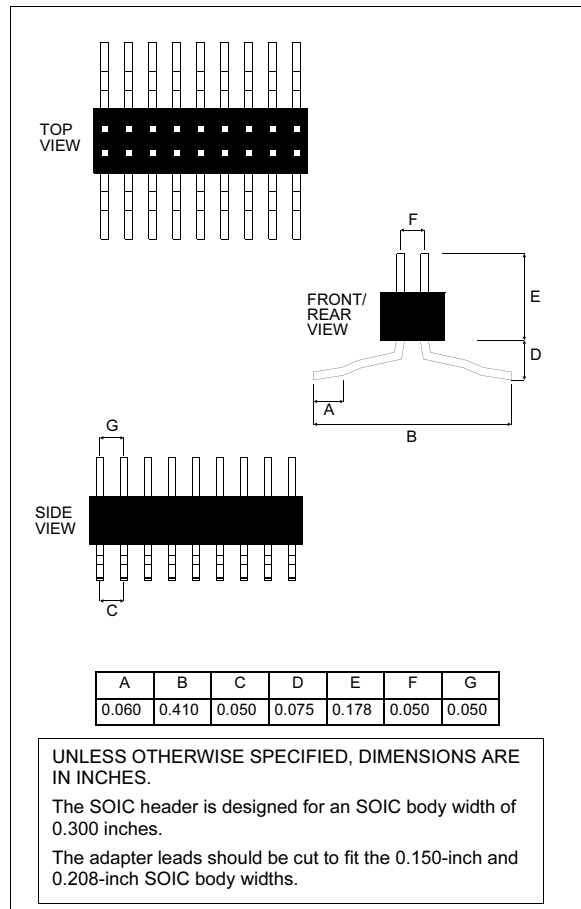 TOP
VIEW
F
FRONT/
REAR
VIEW
E
D
A
B
G
SIDE
VIEW
C
A B C D E F G
0.060 0.410 0.050 0.075 0.178 0.050 0.050
UNLESS OTHERWISE SPECIFIED, DIMENSIONS ARE
IN INCHES.
The SOIC header is designed for an SOIC body width of
0.300 inches.
The adapter leads should be cut to fit the 0.150-inch and
0.208-inch SOIC body widths.